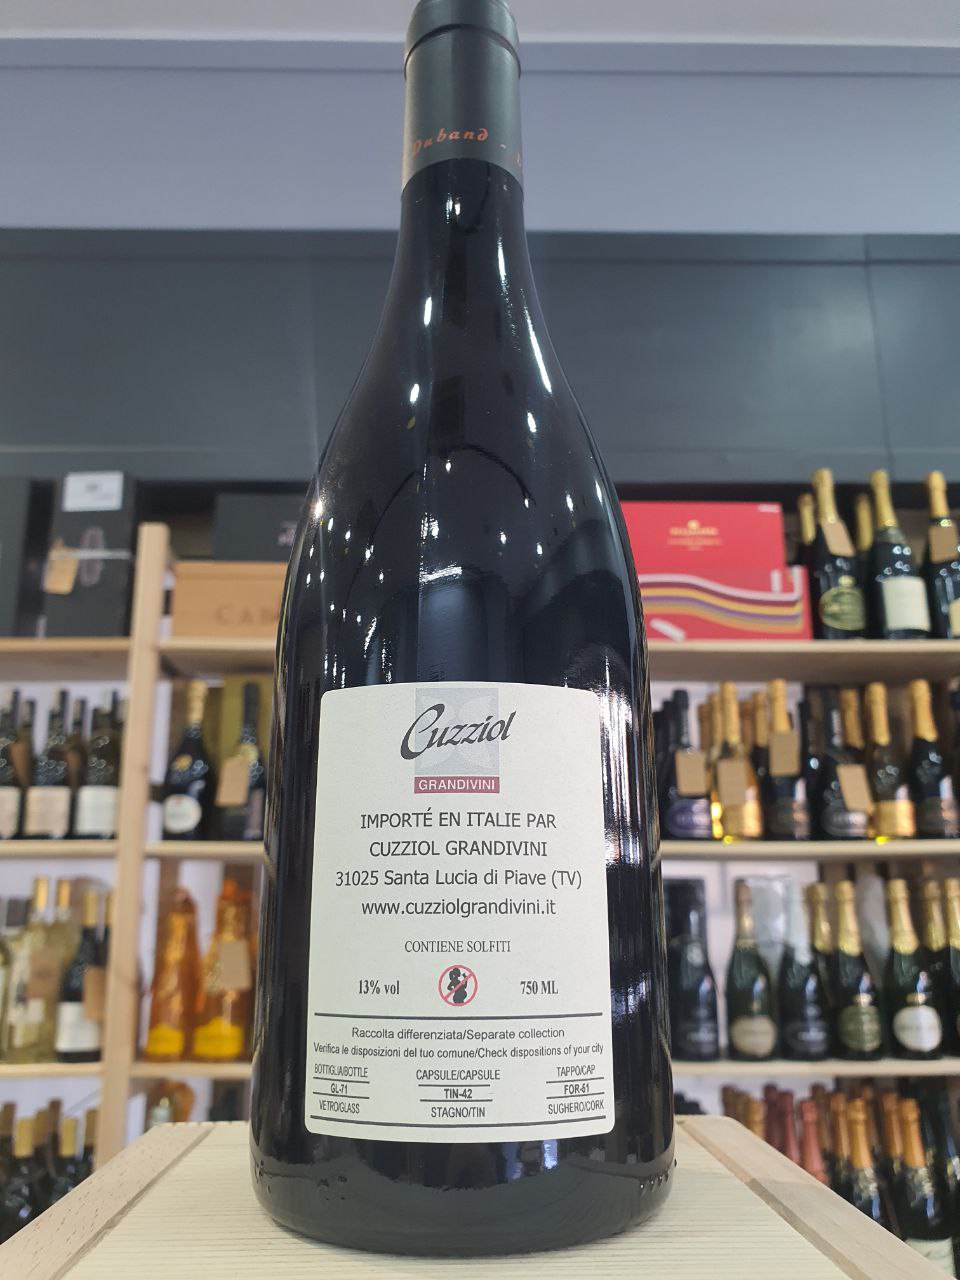 Duband -
Cuzziol
GRANDIVINI
IMPORTÉ EN ITALIE PAR
CUZZIOL GRANDIVINI
31025 Santa Lucia di Piave (TV)
www.cuzziolgrandivini.it
CONTIENE SOLFITI
13% vol 750 ML
Raccolta differenziata/Separate collection
Verifica le disposizioni del tuo comune/Check dispositions of your city
BOTTIGLIA/BOTTLE CAPSULE/CAPSULE TAPPO/CAP
GL-71 TIN-42 FOR-51
VETRO/GLASS STAGNO/TIN SUGHERO/CORK